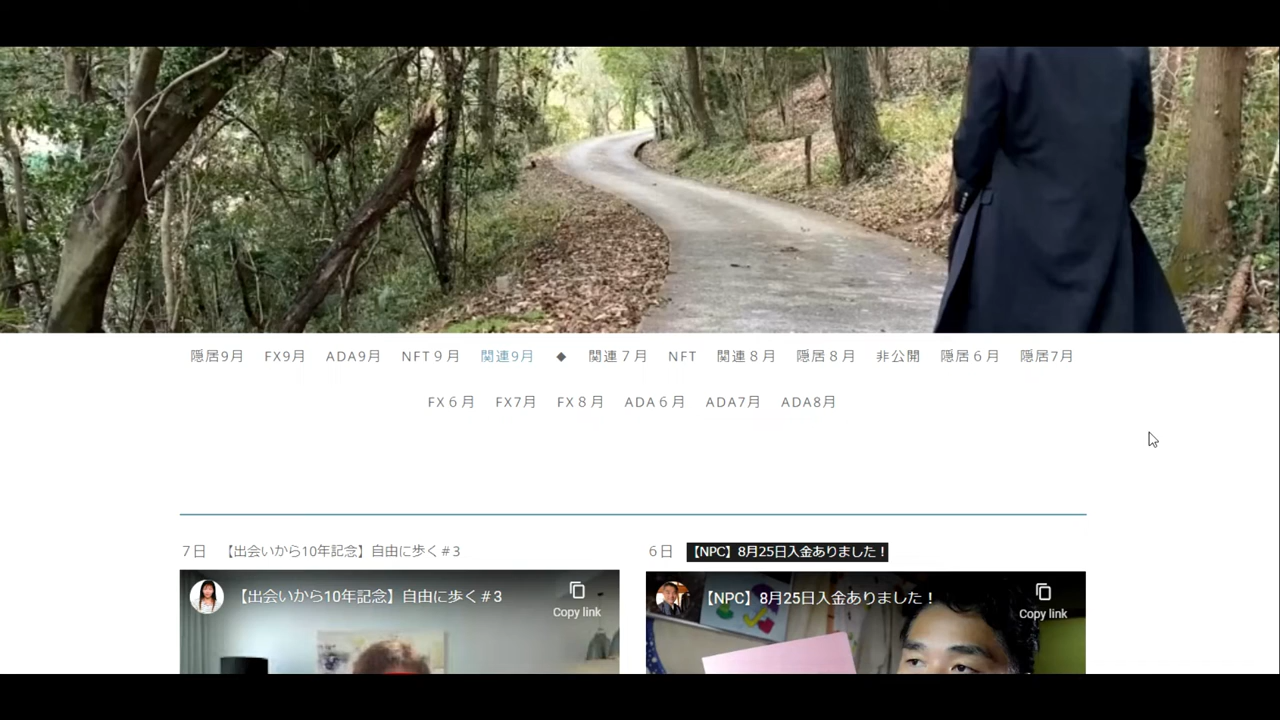 隠居9月 FX9月 ADA9月 NFT９月 関連9月 ◆ 関連７月 NFT 関連８月 隠居８月 非公開 隠居６月 隠居7月
FX６月 FX7月 FX８月 ADA６月 ADA7月 ADA8月
７日 【出会いから10年記念】自由に歩く＃3
６日 【NPC】8月25日入金ありました！
【出会いから10年記念】自由に歩く＃3
Copy link
【NPC】8月25日入金ありました！
Copy link